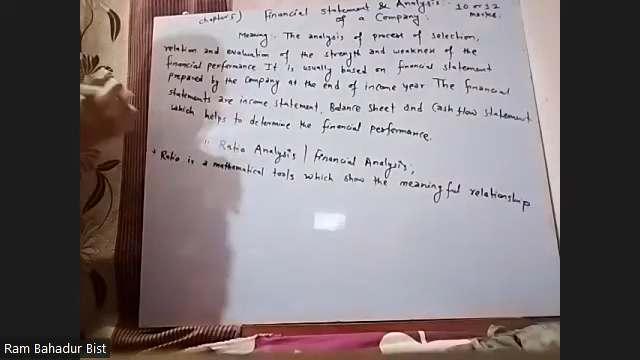 chapter 5) Financial Statement & Analysis :- 10 or 12
of a Company. marks.
Meaning :- The analysis of process of selection,
relation and evaluation of the strength and weakness of the
financial performance It is usually based on financial statement
prepared by the Company at the end of income year The financial
statements are income statement, Balance Sheet and Cash flow statement
which helps to determine the financial performance.
Ratio Analysis | Financial Analysis;
+ Ratio is a mathematical tools which show the meaningful relationship
Ram Bahadur Bist